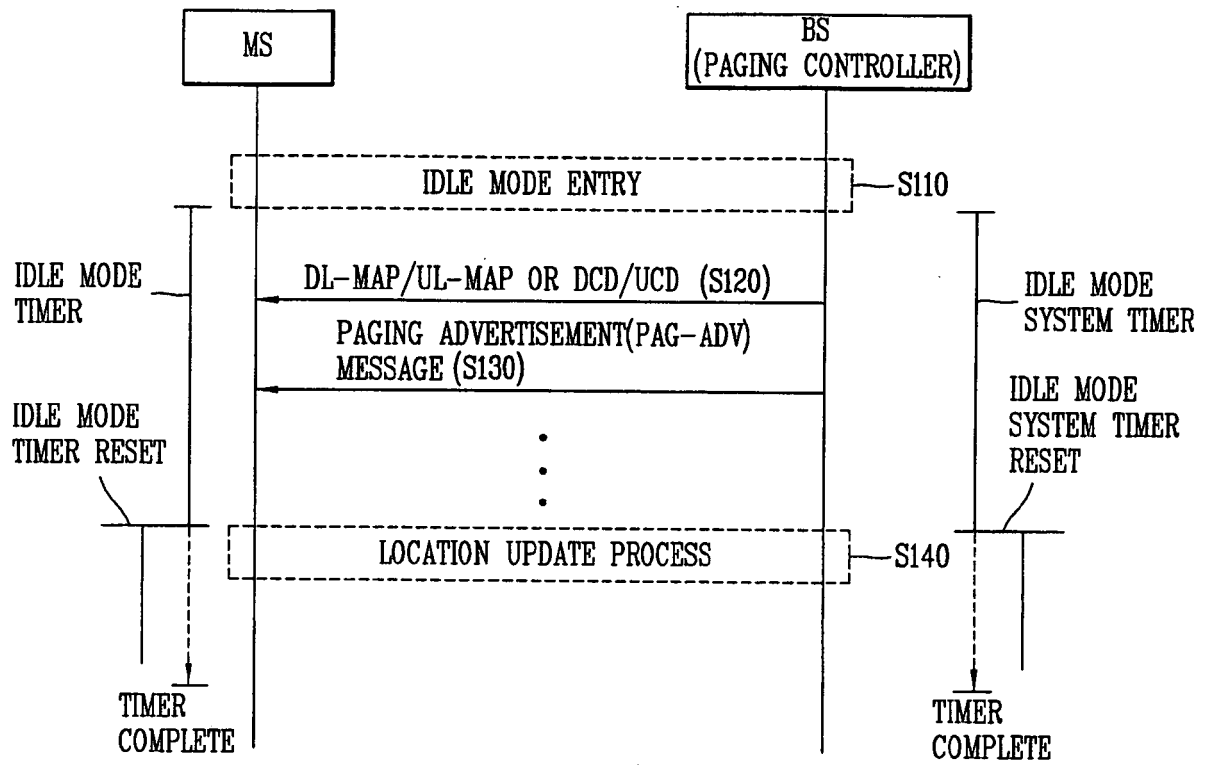 MS
BS
(PAGING CONTROLLER)
IDLE MODE ENTRY
S110
IDLE MODE
TIMER
DL-MAP/UL-MAP OR DCD/UCD (S120)
IDLE MODE
SYSTEM TIMER
PAGING ADVERTISEMENT(PAG-ADV)
MESSAGE (S130)
IDLE MODE
TIMER RESET
IDLE MODE
SYSTEM TIMER
RESET
LOCATION UPDATE PROCESS
S140
TIMER
COMPLETE
TIMER
COMPLETE